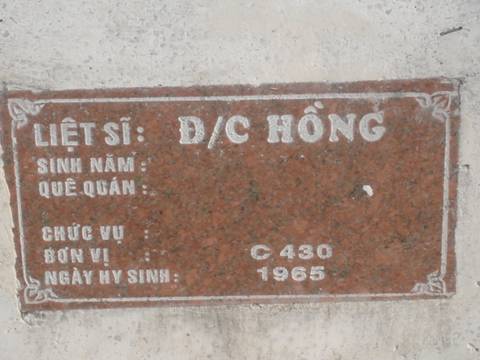 LIỆT SĨ: Đ/C HỒNG
SINH NĂM :
QUÊ QUÁN :
CHỨC VỤ :
ĐƠN VỊ : C 430
NGÀY HY SINH: 1965